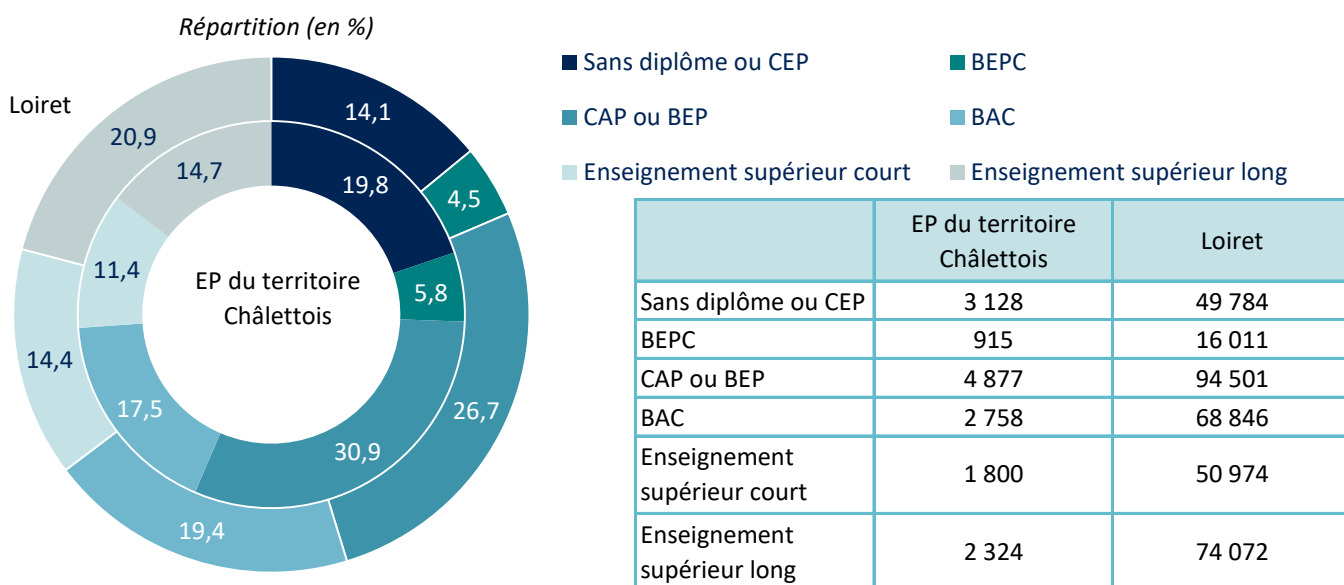 Répartition (en %)
Loiret
14,1
4,5
26,7
19,4
14,4
20,9
19,8
5,8
30,9
17,5
11,4
14,7
EP du territoire
Châlettois
Sans diplôme ou CEP
BEPC
CAP ou BEP
BAC
Enseignement supérieur court
Enseignement supérieur long
EP du territoire
Châlettois
Loiret
Sans diplôme ou CEP 3 128 49 784
BEPC 915 16 011
CAP ou BEP 4 877 94 501
BAC 2 758 68 846
Enseignement
supérieur court
1 800 50 974
Enseignement
supérieur long
2 324 74 072